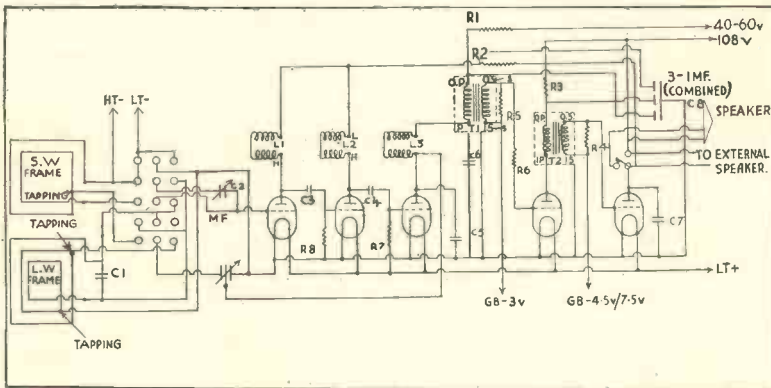 R1
40-60v
108v
R2
HT- LT-
O.P. O.S.
R3
3-1MF.
(COMBINED)
C8
SPEAKER
L1
L
L2
L3
R5
P. T1 S
O.P. O.S.
R4
H
H
C6
R6
P T2 S
TO EXTERNAL
SPEAKER.
S.W
FRAME
TAPPING
C2
C3
C4
MF
C5
C7
TAPPING
R8
R7
L.W
FRAME
C1
LT+
GB-3v
GB-4.5v/7.5v
TAPPING